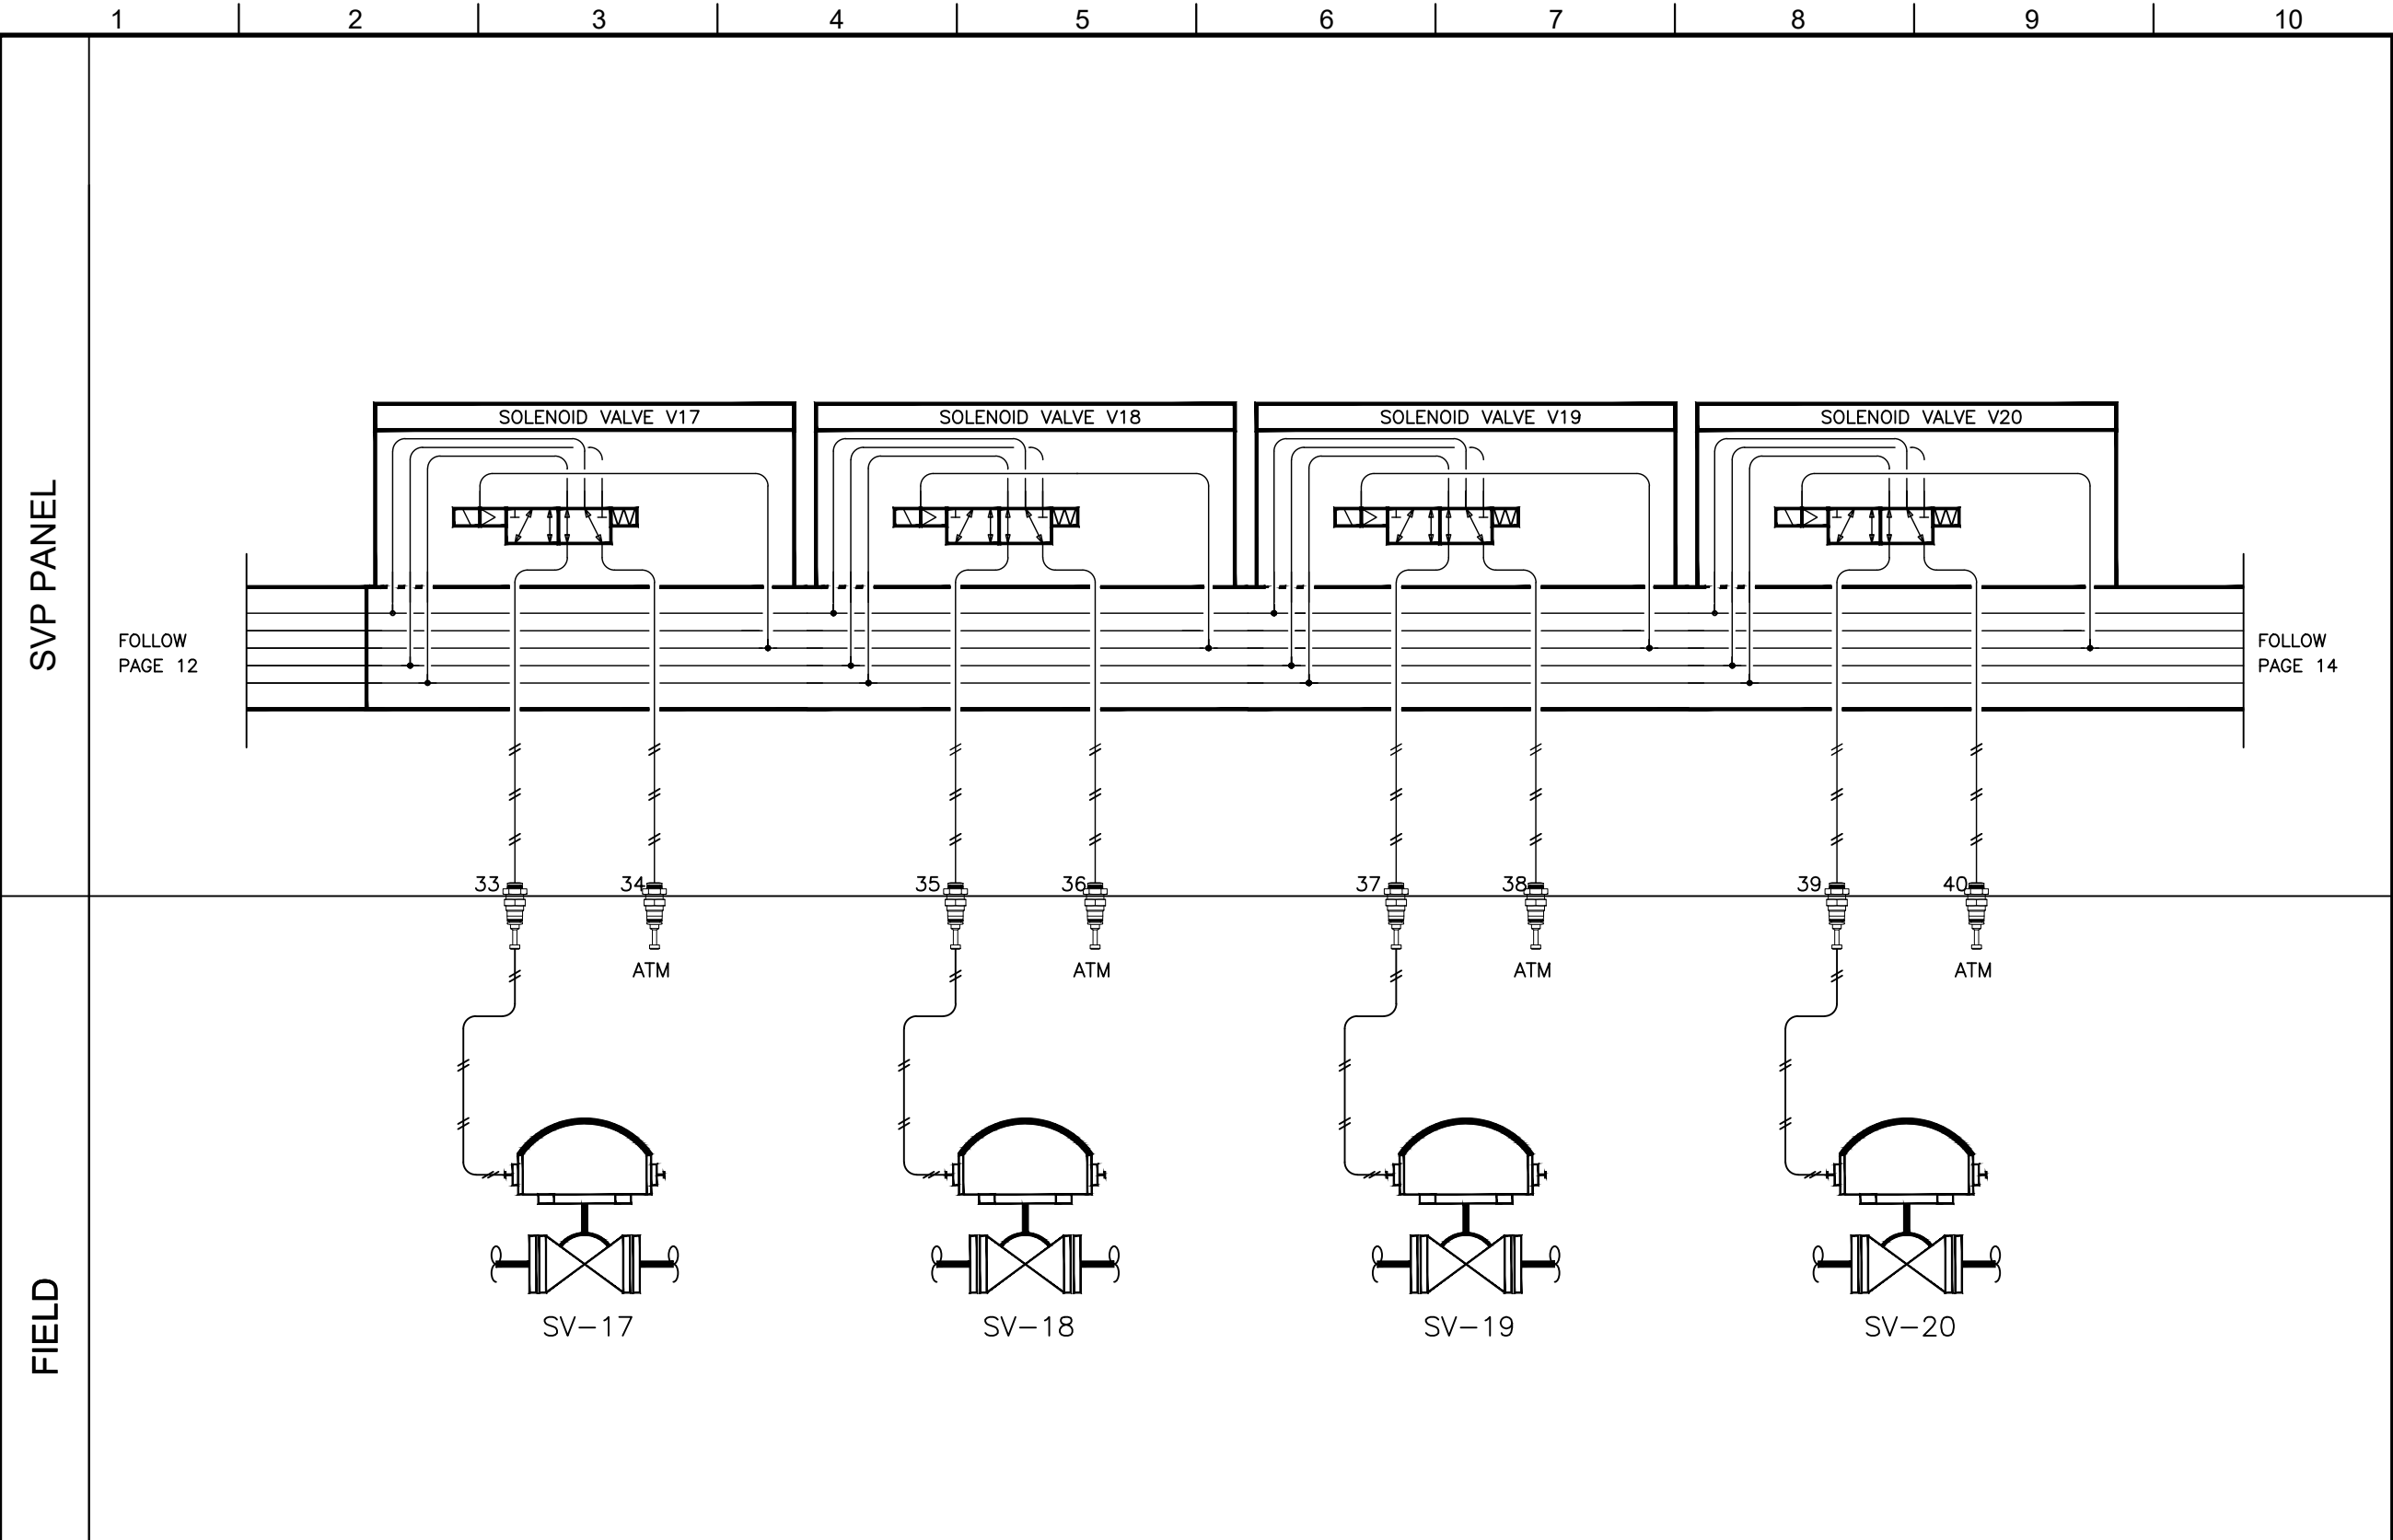 1 2 3 4 5 6 7 8 9 10
SVP PANEL
SOLENOID VALVE V17
SOLENOID VALVE V18
SOLENOID VALVE V19
SOLENOID VALVE V20
FOLLOW
PAGE 12
FOLLOW
PAGE 14
33 34 35 36 37 38 39 40
ATM ATM ATM ATM
FIELD
SV-17 SV-18 SV-19 SV-20